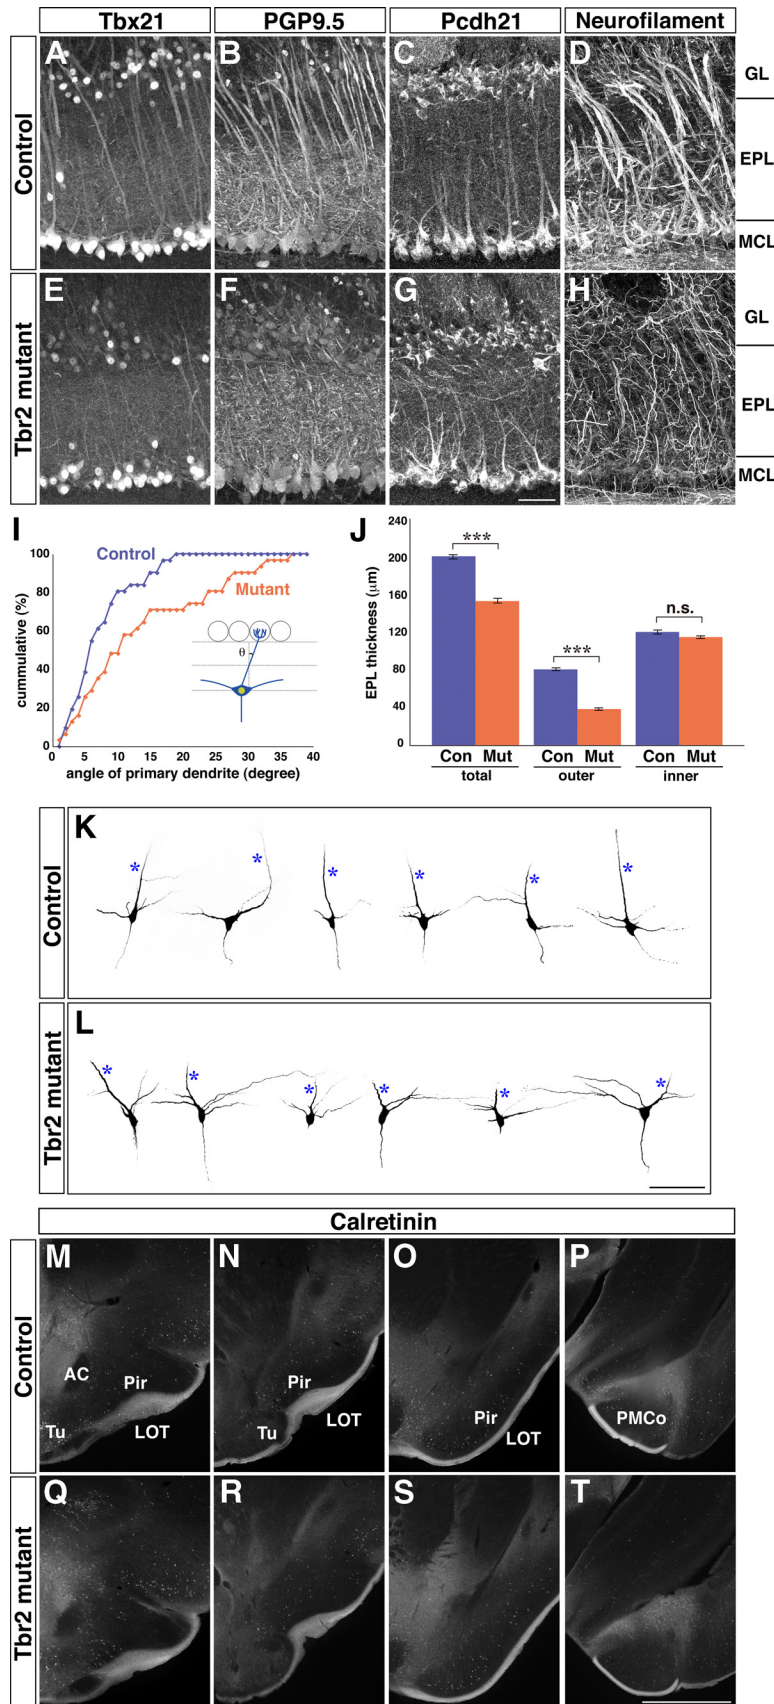 Tbx21 PGP9.5 Pcdh21 Neurofilament
Control
A B C D
GL
EPL
MCL
Tbr2 mutant
E F G H
GL
EPL
MCL
I
100
80
60
40
20
0
cummulative (%)
Control
Mutant
θ
0 5 10 15 20 25 30 35 40
angle of primary dendrite (degree)
J
240
200
160
120
80
40
0
EPL thickness (μm)
***
***
n.s.
Con Mut Con Mut Con Mut
total outer inner
Control
K
* * * * * *
Tbr2 mutant
L
* * * * * *
Calretinin
Control
M N O P
AC Pir Tu LOT
Pir Tu LOT
Pir LOT
PMCo
Tbr2 mutant
Q R S T